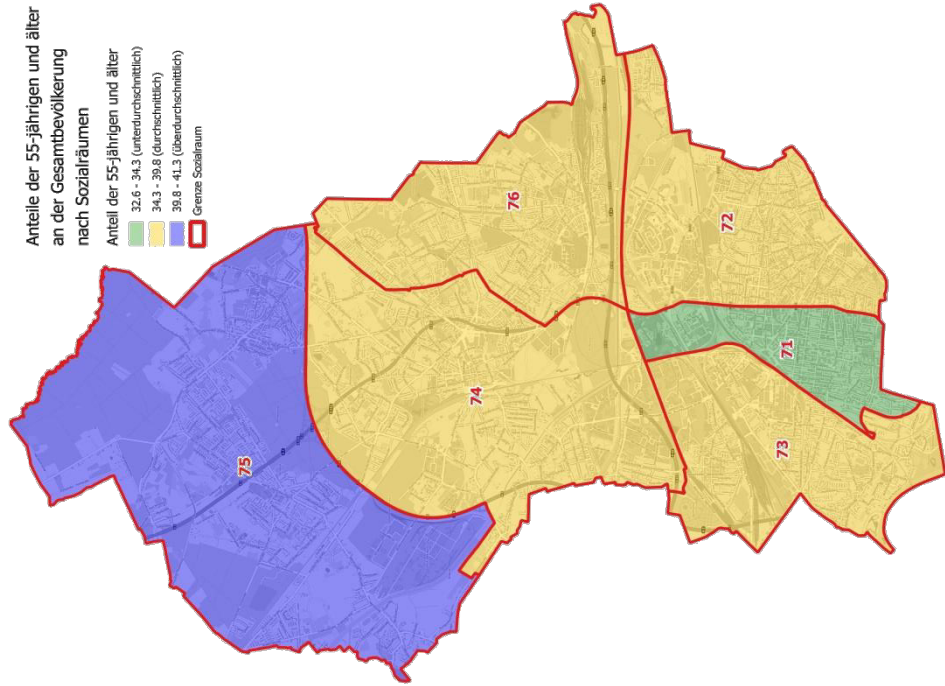 Anteile der 55-jährigen und älter
an der Gesamtbevölkerung
nach Sozialräumen
Anteil der 55-jährigen und älter
32.6 - 34.3 (unterdurchschnittlich)
34.3 - 39.8 (durchschnittlich)
39.8 - 41.3 (überdurchschnittlich)
Grenze Sozialraum
75
76
74
72
71
73